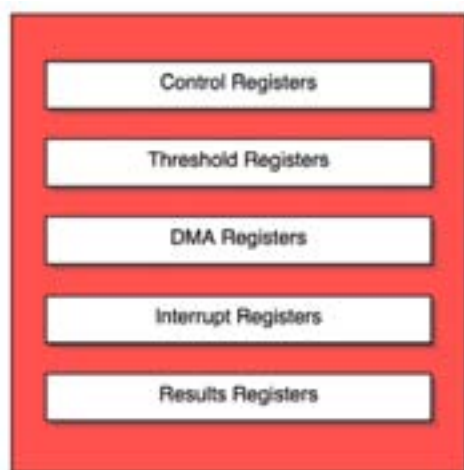 Control Registers
Threshold Registers
DMA Registers
Interrupt Registers
Results Registers